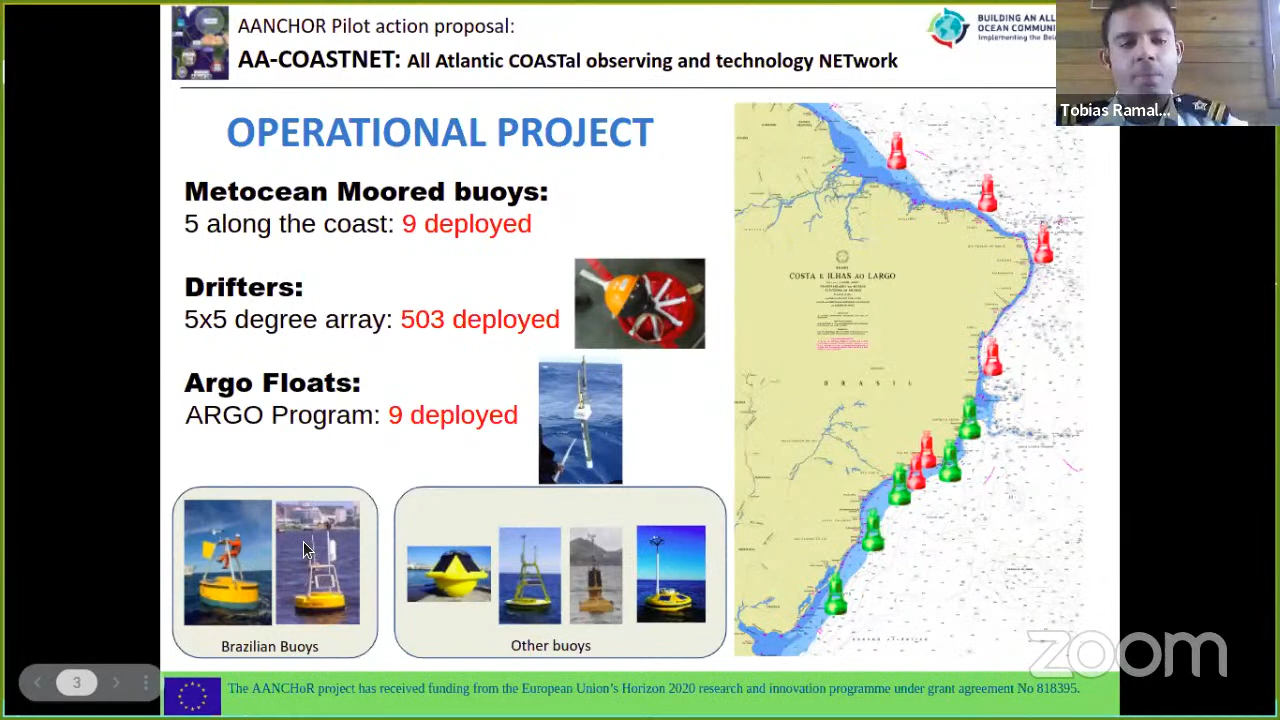 AANCHOR Pilot action proposal:
AA-COASTNET: All Atlantic COASTal observing and technology NETwork
BUILDING AN ALL
OCEAN COMMUNI
Tobias Ramal...
OPERATIONAL PROJECT
Metocean Moored buoys:
5 along the coast: 9 deployed
Drifters:
5x5 degree array: 503 deployed
Argo Floats:
ARGO Program: 9 deployed
COSTA E ILHAS AO LARGO
BRASIL
Brazilian Buoys
Other buoys
zoom
3
The AANCHoR project has received funding from the European Union's Horizon 2020 research and innovation programme under grant agreement No 818395.